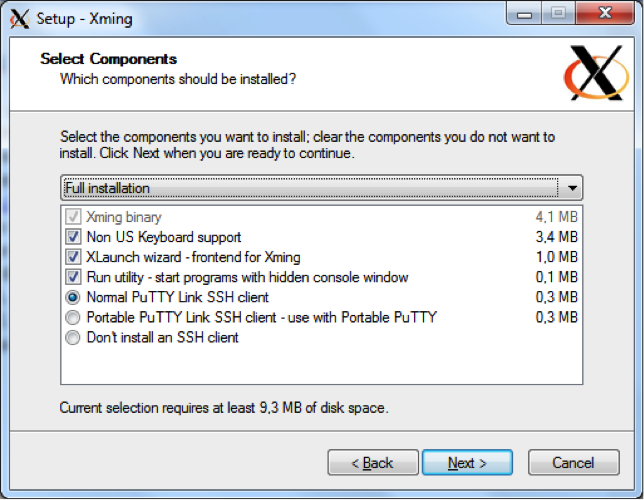 Setup - Xming
Select Components
Which components should be installed?
Select the components you want to install; clear the components you do not want to
install. Click Next when you are ready to continue.
Full installation
Xming binary 4,1 MB
Non US Keyboard support 3,4 MB
XLaunch wizard - frontend for Xming 1,0 MB
Run utility - start programs with hidden console window 0,1 MB
Normal PuTTY Link SSH client 0,3 MB
Portable PuTTY Link SSH client - use with Portable PuTTY 0,3 MB
Don't install an SSH client
Current selection requires at least 9,3 MB of disk space.
< Back Next > Cancel